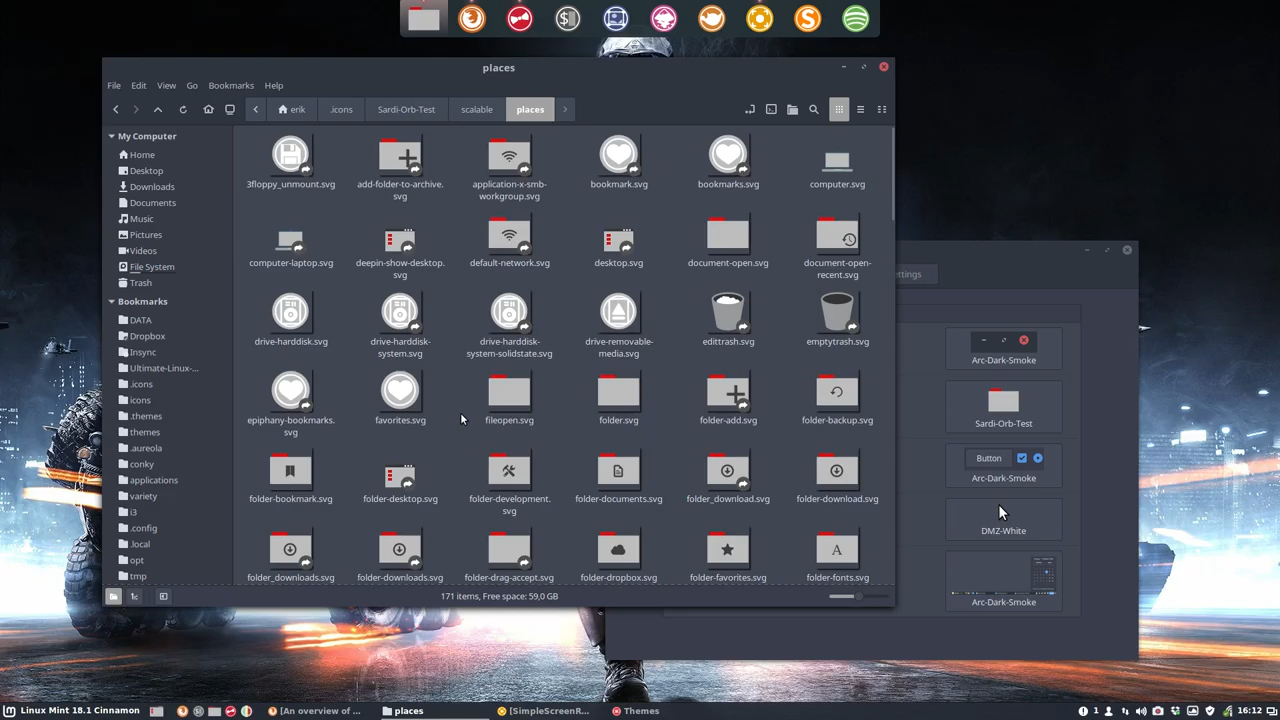 places
File Edit View Go Bookmarks Help
erik .icons Sardi-Orb-Test scalable places
My Computer
Home
Desktop
Downloads
Documents
Music
Pictures
Videos
File System
Trash
Bookmarks
DATA
Dropbox
Insync
Ultimate-Linux-...
.icons
icons
.themes
themes
.aureola
conky
applications
variety
i3
.config
.local
opt
tmp
3floppy_unmount.svg
add-folder-to-archive.
svg
application-x-smb-
workgroup.svg
bookmark.svg
bookmarks.svg
computer.svg
computer-laptop.svg
deepin-show-desktop.
svg
default-network.svg
desktop.svg
document-open.svg
document-open-
recent.svg
drive-harddisk.svg
drive-harddisk-
system.svg
drive-harddisk-
system-solidstate.svg
drive-removable-
media.svg
edittrash.svg
emptytrash.svg
epiphany-bookmarks.
svg
favorites.svg
fileopen.svg
folder.svg
folder-add.svg
folder-backup.svg
folder-bookmark.svg
folder-desktop.svg
folder-development.
svg
folder-documents.svg
folder_download.svg
folder-download.svg
folder_downloads.svg
folder-downloads.svg
folder-drag-accept.svg
folder-dropbox.svg
folder-favorites.svg
A
folder-fonts.svg
171 items, Free space: 59,0 GB
ettings
Arc-Dark-Smoke
Sardi-Orb-Test
Button
Arc-Dark-Smoke
DMZ-White
Arc-Dark-Smoke
Linux Mint 18.1 Cinnamon
[An overview of ...
places
[SimpleScreenR...
Themes
1
16:12